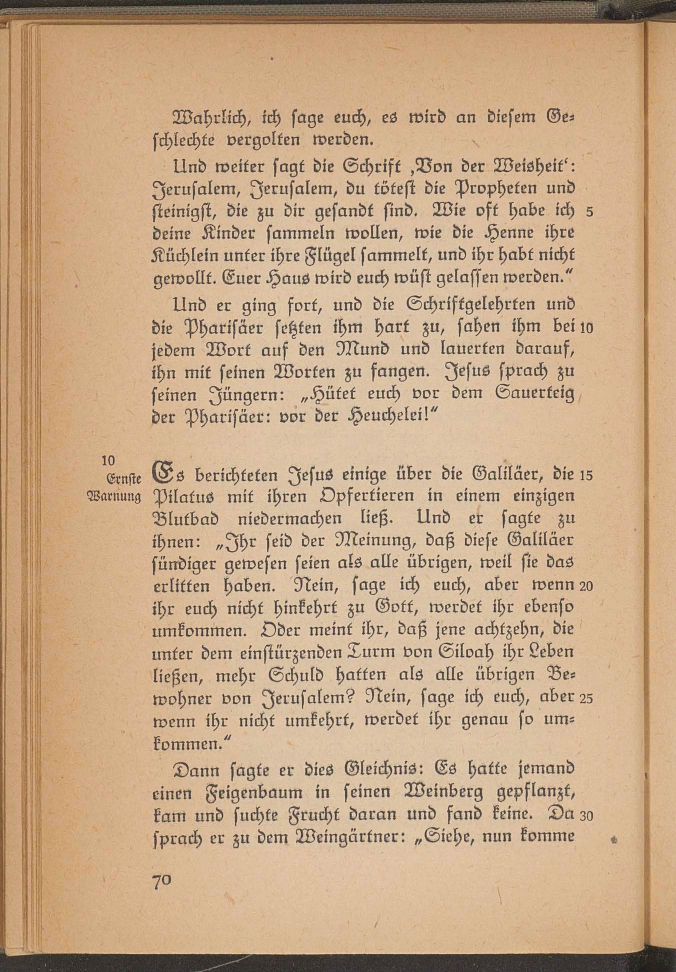 Wahrlich, ich sage euch, es wird an diesem Ge-
schlechte vergolten werden.
Und weiter sagt die Schrift ‚Von der Weisheit‘:
Jerusalem, Jerusalem, du tötest die Propheten und
steinigst, die zu dir gesandt sind. Wie oft habe ich 5
deine Kinder sammeln wollen, wie die Henne ihre
Küchlein unter ihre Flügel sammelt, und ihr habt nicht
gewollt. Euer Haus wird euch wüst gelassen werden.“
Und er ging fort, und die Schriftgelehrten und
die Pharisäer setzten ihm hart zu, sahen ihm bei 10
jedem Wort auf den Mund und lauerten darauf,
ihn mit seinen Worten zu fangen. Jesus sprach zu
seinen Jüngern: „Hütet euch vor dem Sauerteig
der Pharisäer: vor der Heuchelei!“
10
Ernste
Warnung
Es berichteten Jesus einige über die Galiläer, die 15
Pilatus mit ihren Opfertieren in einem einzigen
Blutbad niedermachen ließ. Und er sagte zu
ihnen: „Ihr seid der Meinung, daß diese Galiläer
sündiger gewesen seien als alle übrigen, weil sie das
erlitten haben. Nein, sage ich euch, aber wenn 20
ihr euch nicht hinkehrt zu Gott, werdet ihr ebenso
umkommen. Oder meint ihr, daß jene achtzehn, die
unter dem einstürzenden Turm von Siloah ihr Leben
ließen, mehr Schuld hatten als alle übrigen Be-
wohner von Jerusalem? Nein, sage ich euch, aber 25
wenn ihr nicht umkehrt, werdet ihr genau so um-
kommen.“
Dann sagte er dies Gleichnis: Es hatte jemand
einen Feigenbaum in seinen Weinberg gepflanzt,
kam und suchte Frucht daran und fand keine. Da 30
sprach er zu dem Weingärtner: „Siehe, nun komme
70